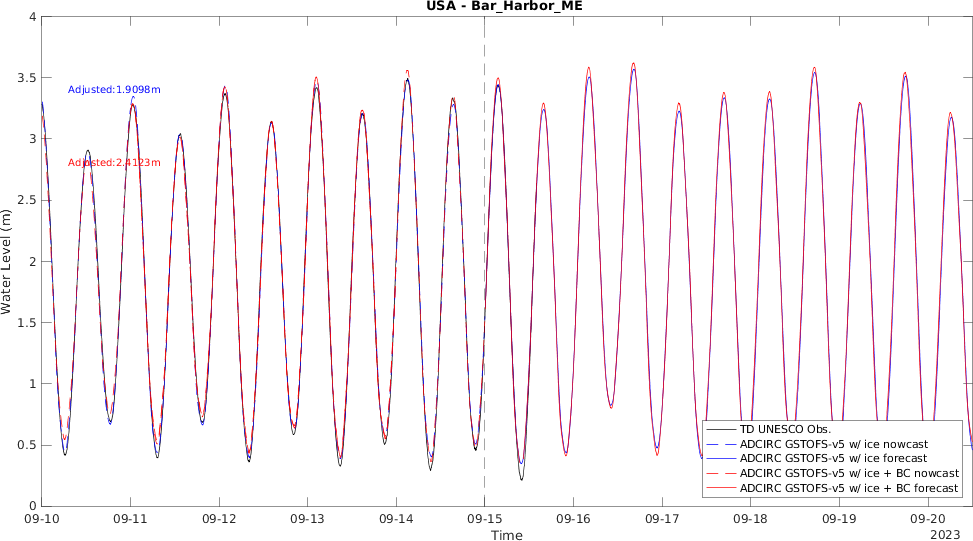 USA - Bar_Harbor_ME
Water Level (m)
4
3.5
3
2.5
2
1.5
1
0.5
0
Adjusted:1.9098m
Adjusted:2.4123m
TD UNESCO Obs.
ADCIRC GSTOFS-v5 w/ ice nowcast
ADCIRC GSTOFS-v5 w/ ice forecast
ADCIRC GSTOFS-v5 w/ ice + BC nowcast
ADCIRC GSTOFS-v5 w/ ice + BC forecast
09-10 09-11 09-12 09-13 09-14 09-15 09-16 09-17 09-18 09-19 09-20
Time
2023